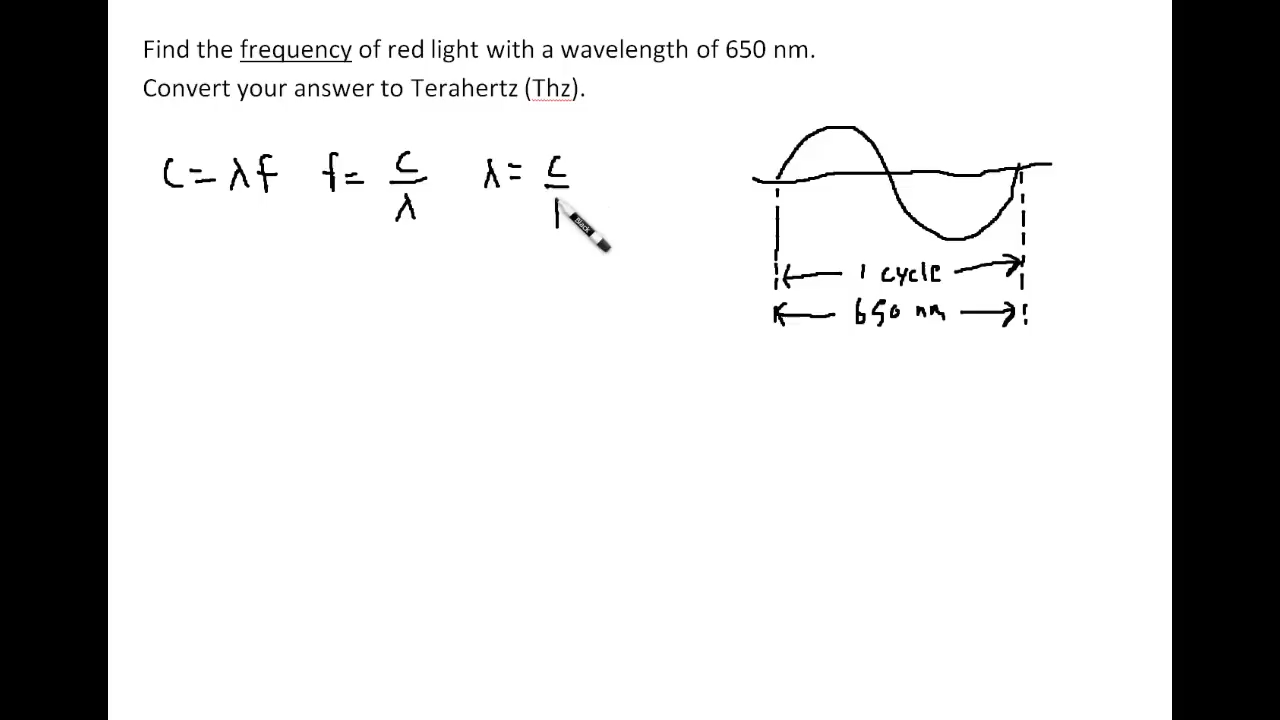 Find the frequency of red light with a wavelength of 650 nm.
Convert your answer to Terahertz (Thz).
c = λf f = c/λ λ = c/
1 cycle
650 nm